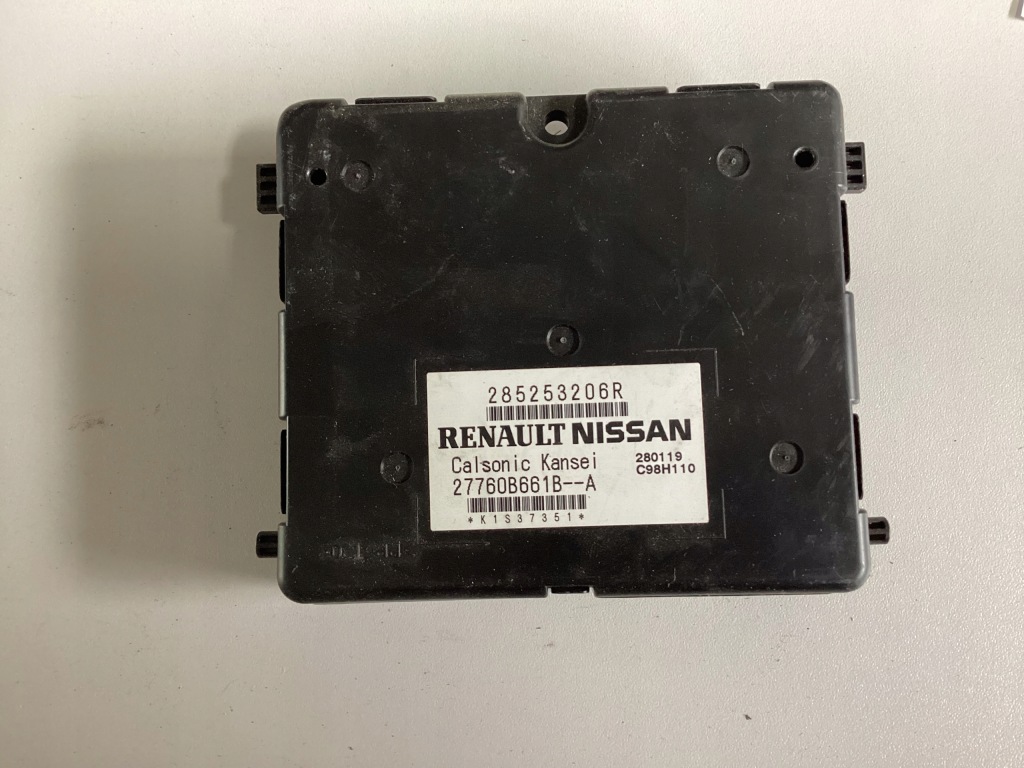 285253206R
RENAULT NISSAN
Calsonic Kansei 280119
C98H110
27760B661B--A
*K1S37351*